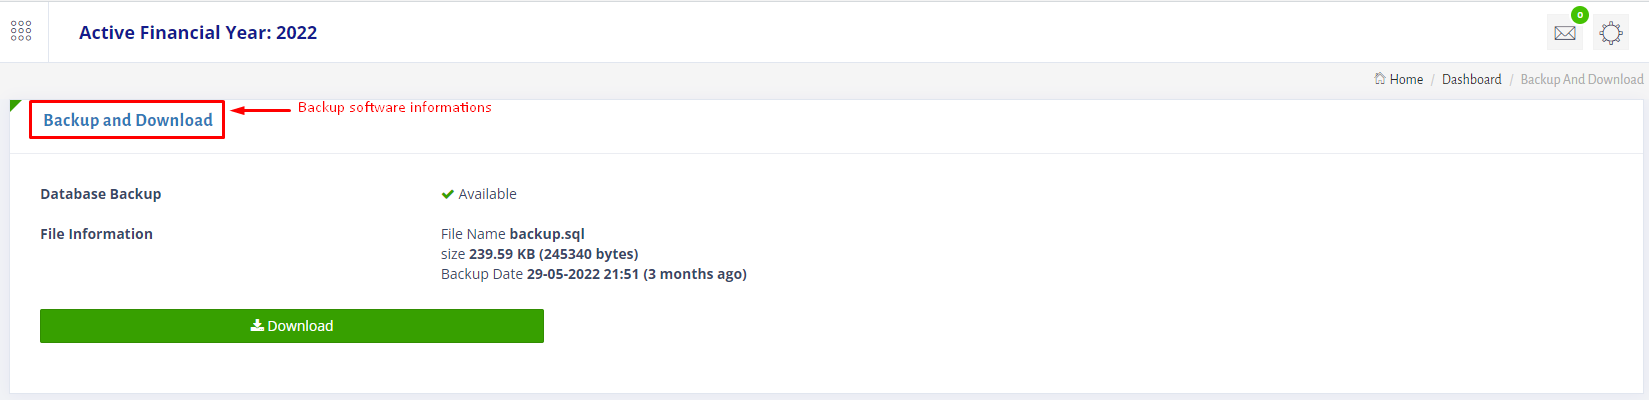 Active Financial Year: 2022
0
Home / Dashboard / Backup And Download
Backup and Download
Backup software informations
Database Backup
Available
File Information
File Name backup.sql
size 239.59 KB (245340 bytes)
Backup Date 29-05-2022 21:51 (3 months ago)
Download